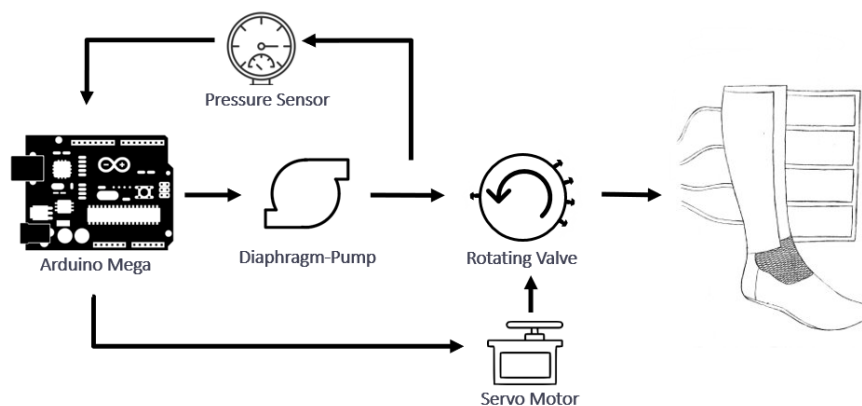 Pressure Sensor
Arduino Mega
Diaphragm-Pump
Rotating Valve
Servo Motor